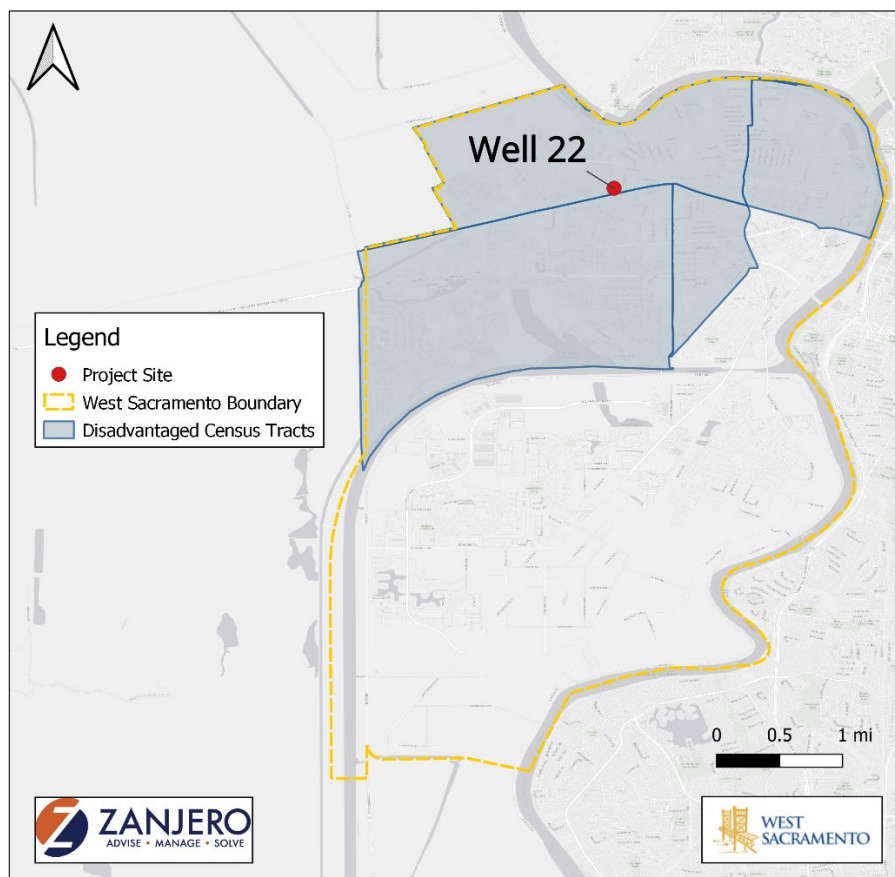 Well 22
Legend
Project Site
West Sacramento Boundary
Disadvantaged Census Tracts
0 0.5 1 mi
ZANJERO
ADVISE • MANAGE • SOLVE
WEST
SACRAMENTO